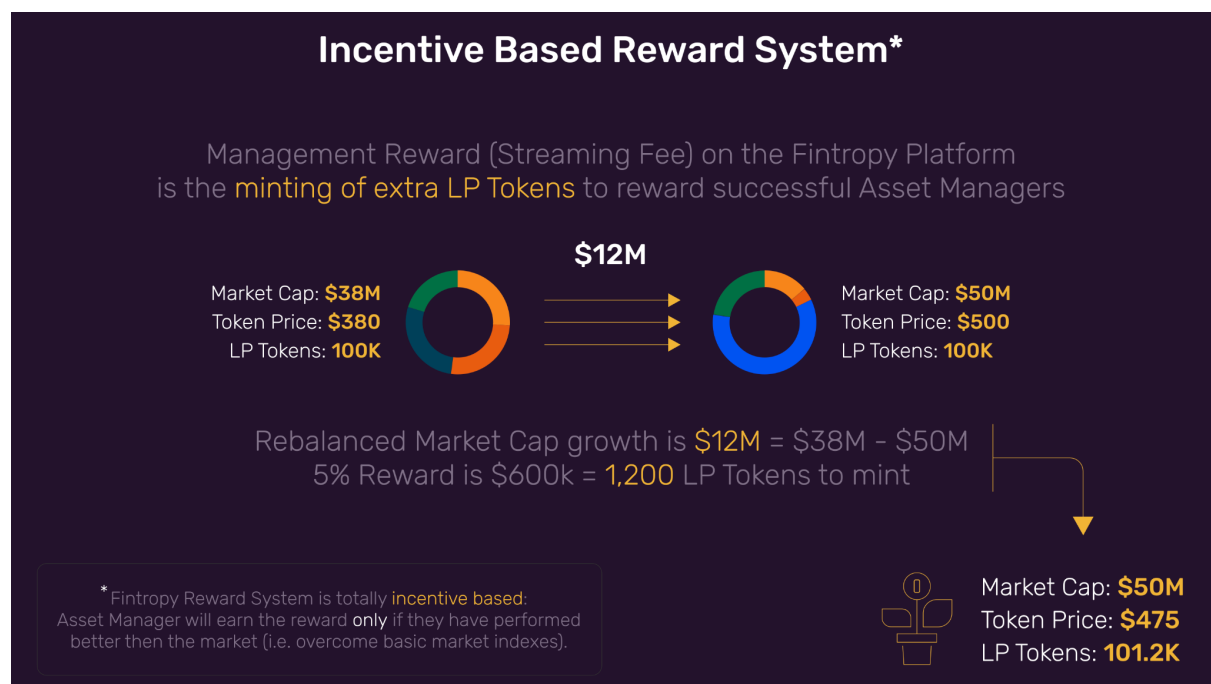 Incentive Based Reward System*
Management Reward (Streaming Fee) on the Fintropy Platform
is the minting of extra LP Tokens to reward successful Asset Managers
$12M
Market Cap: $38M
Token Price: $380
LP Tokens: 100K
Market Cap: $50M
Token Price: $500
LP Tokens: 100K
Rebalanced Market Cap growth is $12M = $38M - $50M
5% Reward is $600k = 1,200 LP Tokens to mint
* Fintropy Reward System is totally incentive based:
Asset Manager will earn the reward only if they have performed
better then the market (i.e. overcome basic market indexes).
Market Cap: $50M
Token Price: $475
LP Tokens: 101.2K